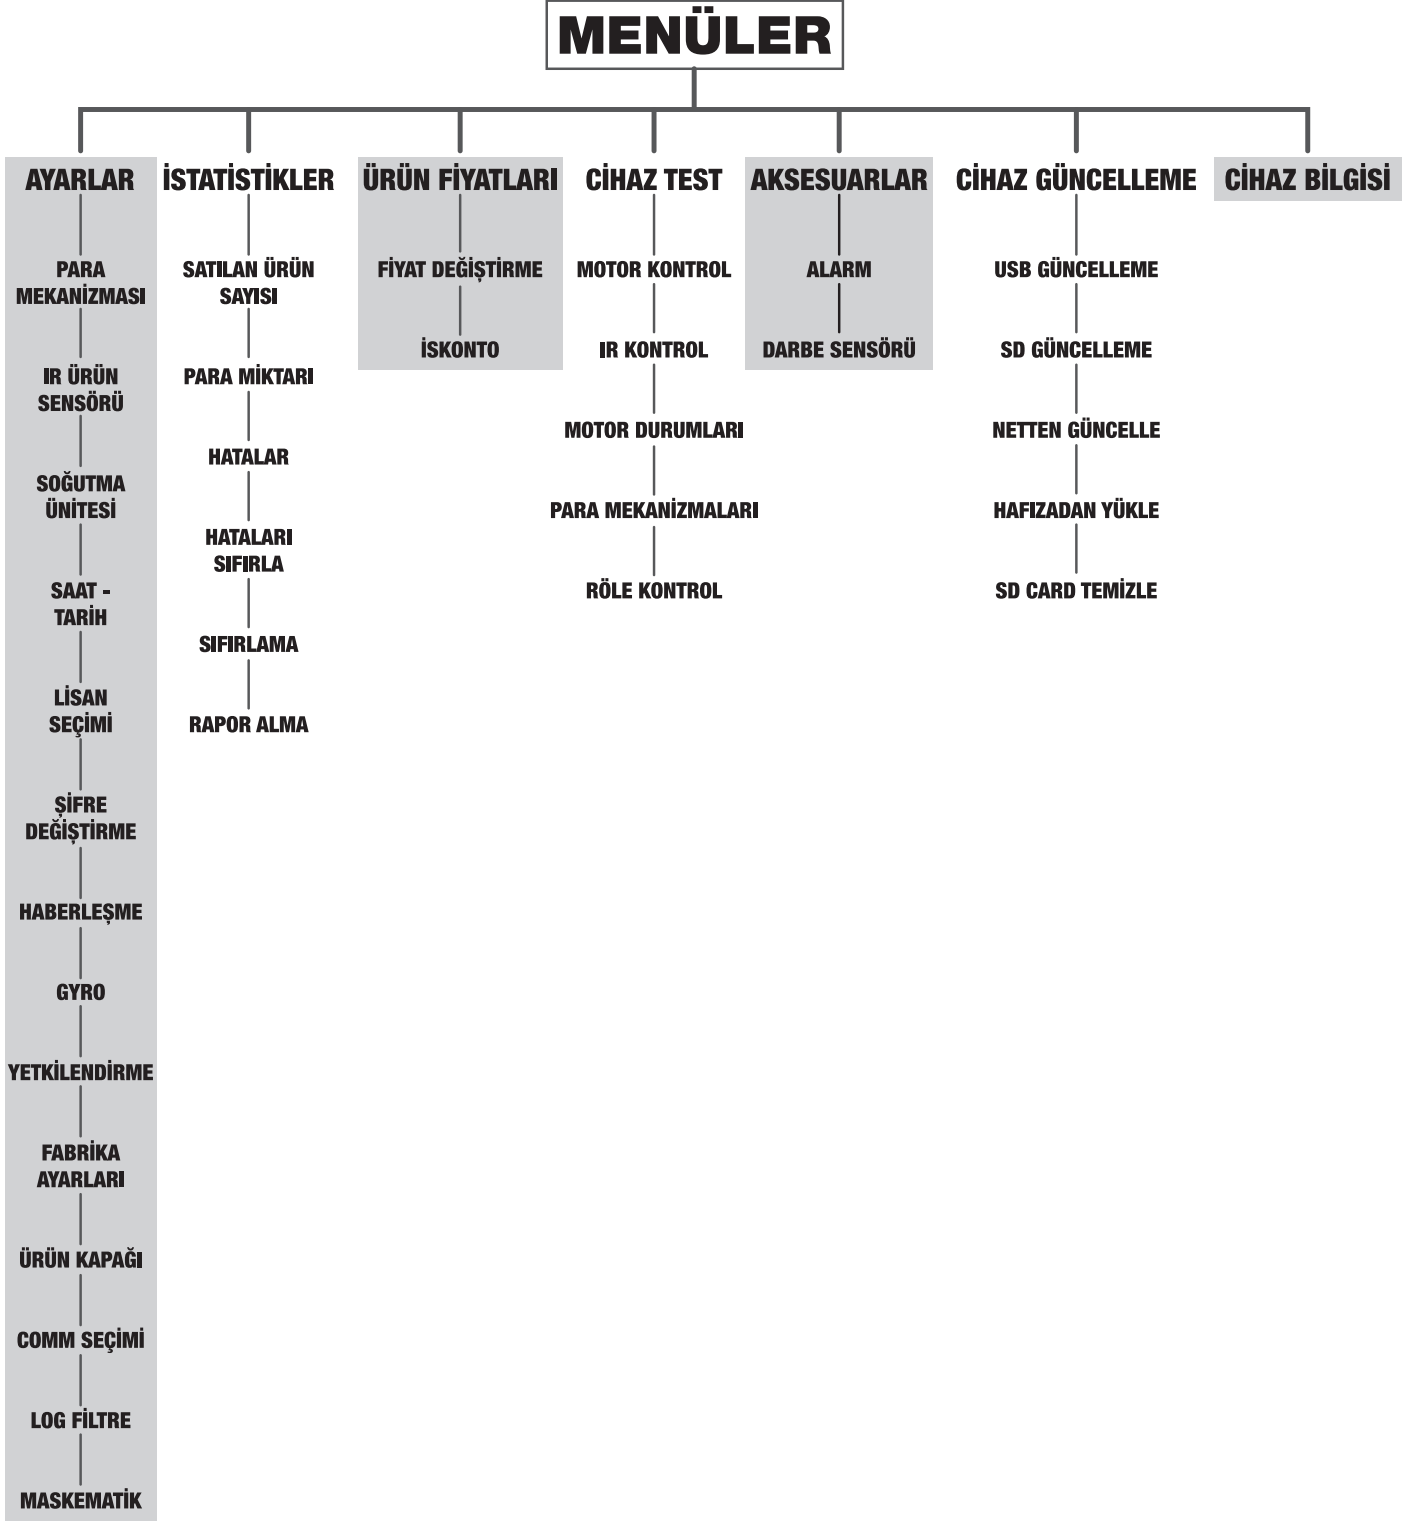 MENÜLER
AYARLAR
PARA
MEKANİZMASI
IR ÜRÜN
SENSÖRÜ
SOĞUTMA
ÜNİTESİ
SAAT -
TARİH
LİSAN
SEÇİMİ
ŞİFRE
DEĞİŞTİRME
HABERLEŞME
GYRO
YETKİLENDİRME
FABRİKA
AYARLARI
ÜRÜN KAPAĞI
COMM SEÇİMİ
LOG FİLTRE
MASKEMATİK
İSTATİSTİKLER
SATILAN ÜRÜN
SAYISI
PARA MİKTARI
HATALAR
HATALARI
SIFIRLA
SIFIRLAMA
RAPOR ALMA
ÜRÜN FİYATLARI
FİYAT DEĞİŞTİRME
İSKONTO
CİHAZ TEST
MOTOR KONTROL
IR KONTROL
MOTOR DURUMLARI
PARA MEKANİZMALARI
RÖLE KONTROL
AKSESUARLAR
ALARM
DARBE SENSÖRÜ
CİHAZ GÜNCELLEME
USB GÜNCELLEME
SD GÜNCELLEME
NETTEN GÜNCELLE
HAFIZADAN YÜKLE
SD CARD TEMİZLE
CİHAZ BİLGİSİ